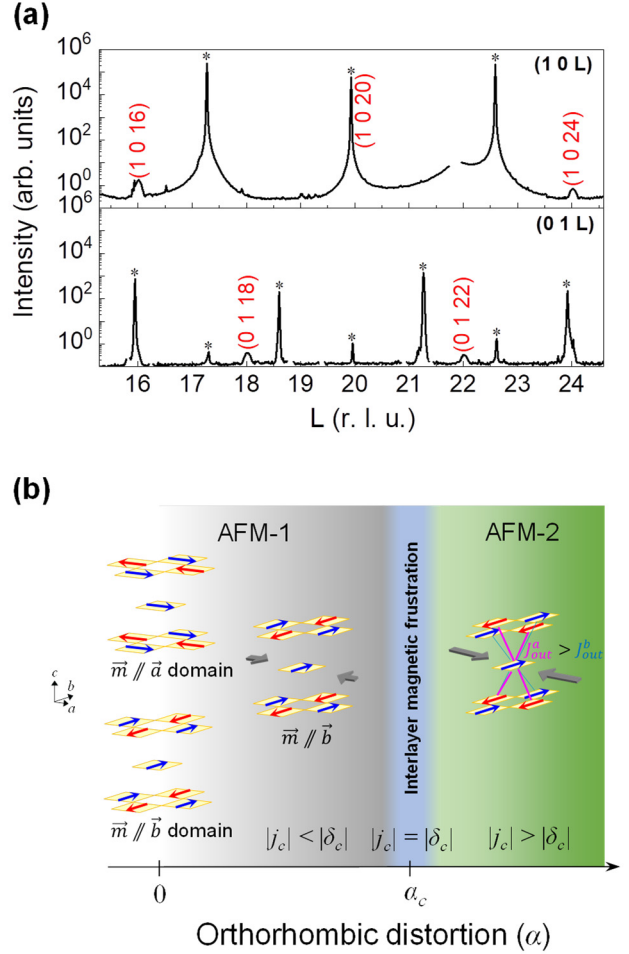 (a)
Intensity (arb. units)
10^6
10^4
10^2
10^0
(1 0 L)
(1 0 16)
*
*
(1 0 20)
*
(1 0 24)
10^6
10^4
10^2
10^0
(0 1 L)
*
*
(0 1 18)
*
*
*
(0 1 22)
*
*
16 17 18 19 20 21 22 23 24
L (r. l. u.)
(b)
AFM-1
AFM-2
Interlayer magnetic frustration
J^a_out > J^b_out
c
b
a
m⃗ // a⃗ domain
m⃗ // b⃗
m⃗ // b⃗ domain
|j_c| < |δ_c| |j_c| = |δ_c| |j_c| > |δ_c|
0
α_c
Orthorhombic distortion (α)